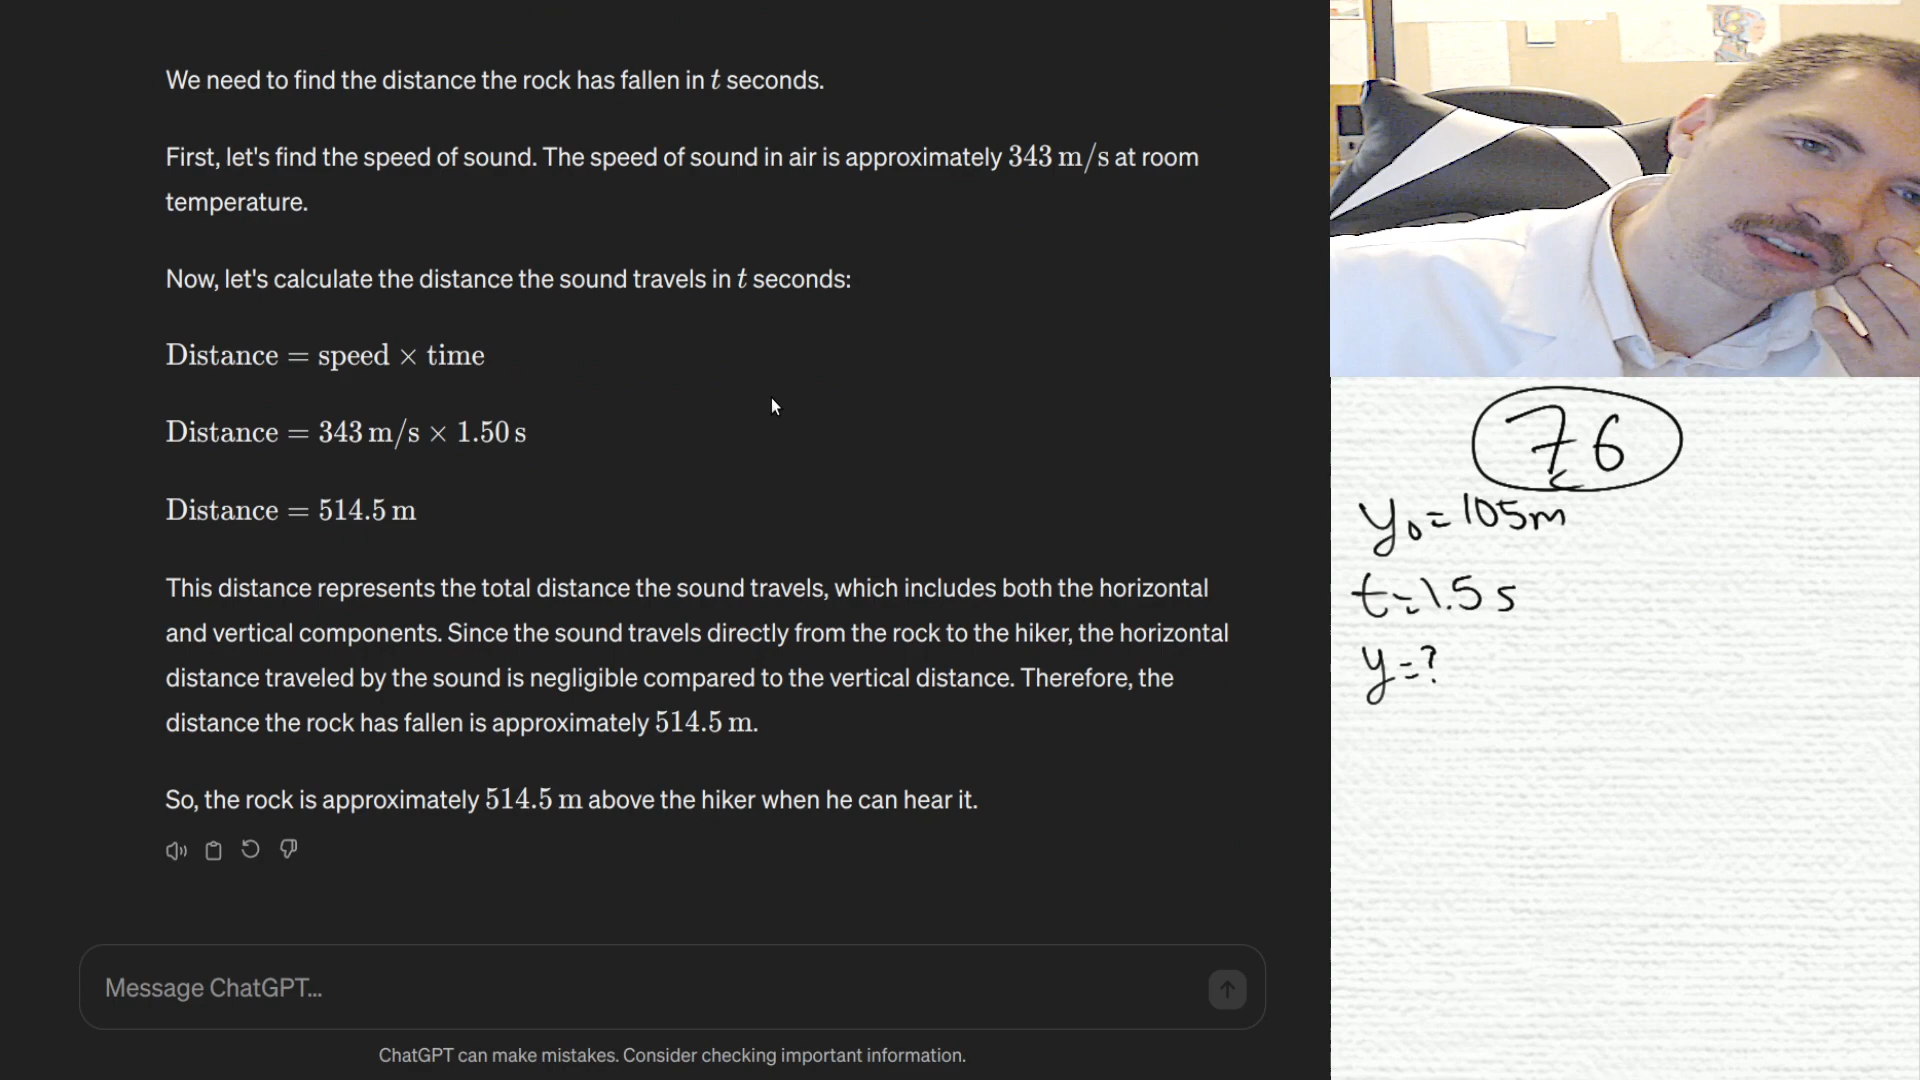 We need to find the distance the rock has fallen in t seconds.
First, let's find the speed of sound. The speed of sound in air is approximately 343 m/s at room
temperature.
Now, let's calculate the distance the sound travels in t seconds:
Distance = speed × time
Distance = 343 m/s × 1.50 s
Distance = 514.5 m
This distance represents the total distance the sound travels, which includes both the horizontal
and vertical components. Since the sound travels directly from the rock to the hiker, the horizontal
distance traveled by the sound is negligible compared to the vertical distance. Therefore, the
distance the rock has fallen is approximately 514.5 m.
So, the rock is approximately 514.5 m above the hiker when he can hear it.
Message ChatGPT...
ChatGPT can make mistakes. Consider checking important information.
76
y₀ = 105m
t = 1.5 s
y = ?